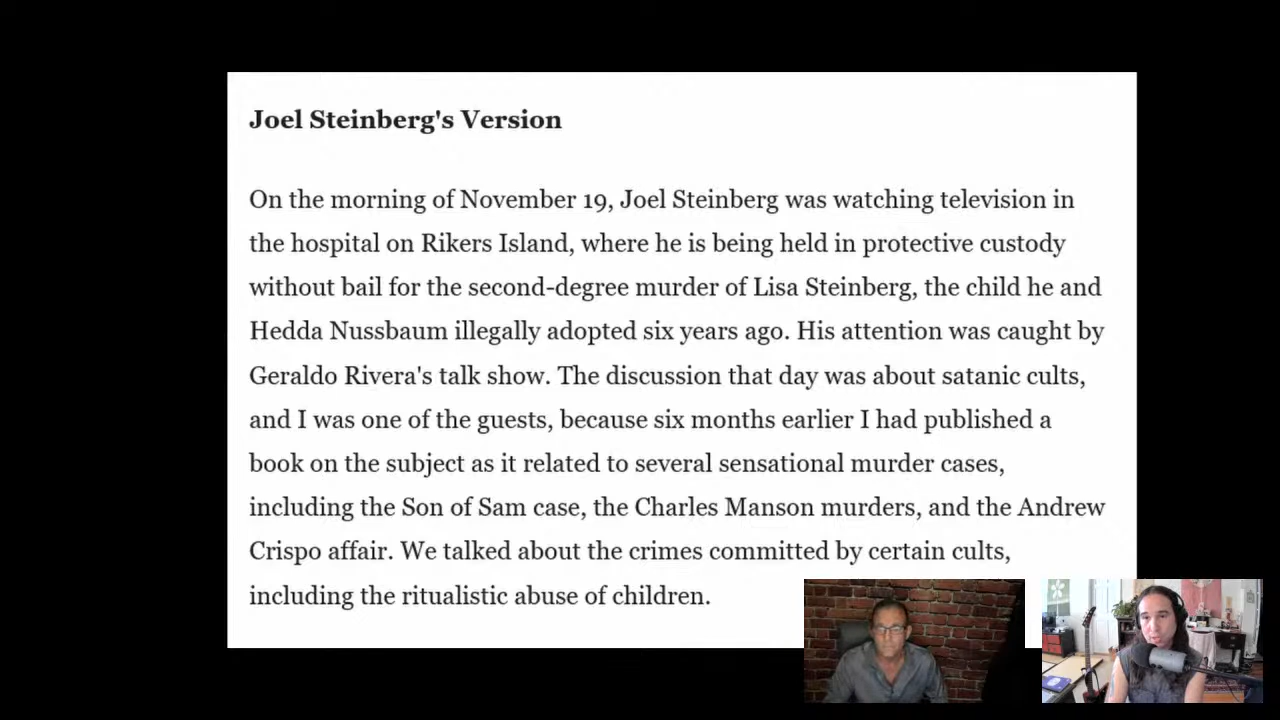 Joel Steinberg's Version
On the morning of November 19, Joel Steinberg was watching television in
the hospital on Rikers Island, where he is being held in protective custody
without bail for the second-degree murder of Lisa Steinberg, the child he and
Hedda Nussbaum illegally adopted six years ago. His attention was caught by
Geraldo Rivera's talk show. The discussion that day was about satanic cults,
and I was one of the guests, because six months earlier I had published a
book on the subject as it related to several sensational murder cases,
including the Son of Sam case, the Charles Manson murders, and the Andrew
Crispo affair. We talked about the crimes committed by certain cults,
including the ritualistic abuse of children.